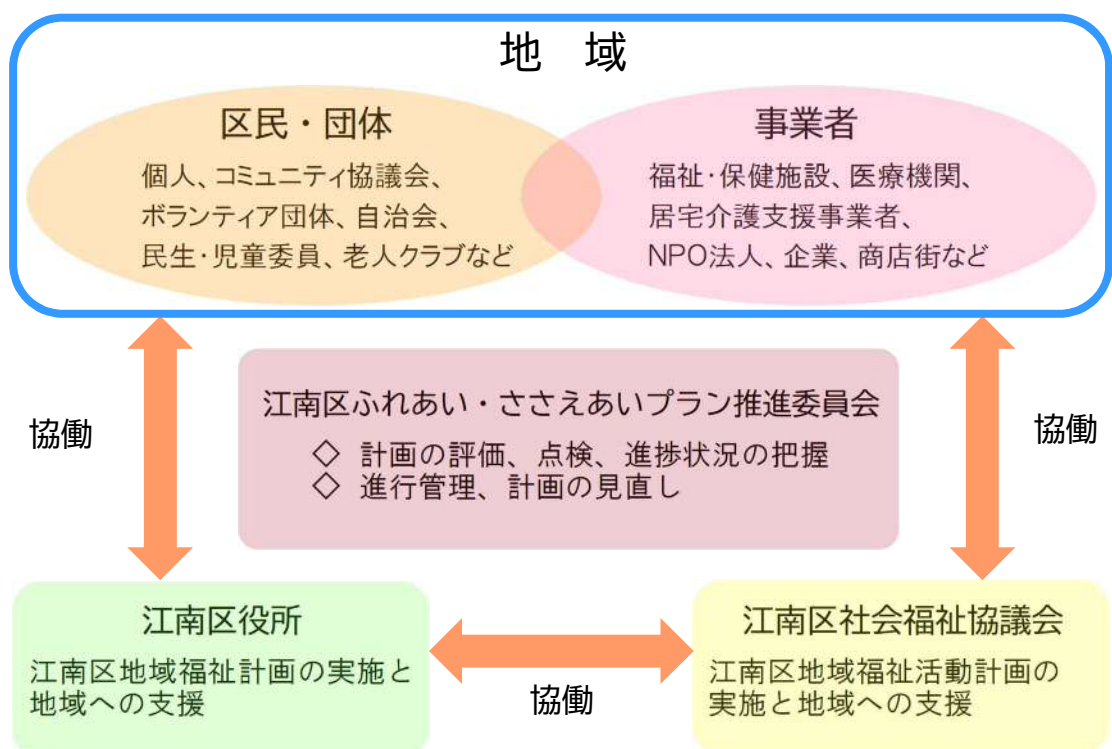 地　域
区民・団体
個人、コミュニティ協議会、
ボランティア団体、自治会、
民生・児童委員、老人クラブなど
事業者
福祉・保健施設、医療機関、
居宅介護支援事業者、
NPO法人、企業、商店街など
協働
江南区ふれあい・ささえあいプラン推進委員会
◇ 計画の評価、点検、進捗状況の把握
◇ 進行管理、計画の見直し
協働
江南区役所
江南区地域福祉計画の実施と
地域への支援
協働
江南区社会福祉協議会
江南区地域福祉活動計画の
実施と地域への支援